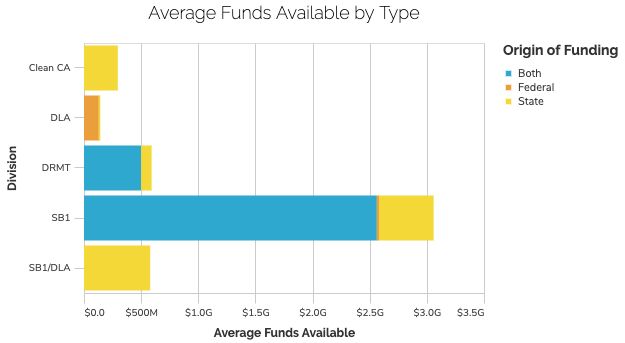 Average Funds Available by Type
Origin of Funding
Both
Federal
State
Division
Clean CA
DLA
DRMT
SB1
SB1/DLA
$0.0 $500M $1.0G $1.5G $2.0G $2.5G $3.0G $3.5G
Average Funds Available